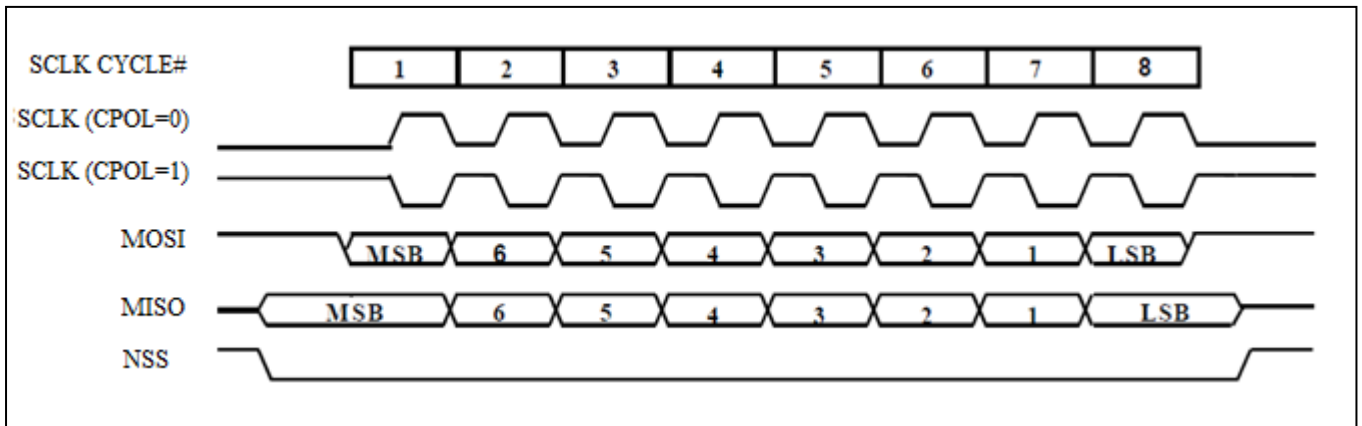 SCLK CYCLE# 1 2 3 4 5 6 7 8
SCLK (CPOL=0)
SCLK (CPOL=1)
MOSI MSB 6 5 4 3 2 1 LSB
MISO MSB 6 5 4 3 2 1 LSB
NSS